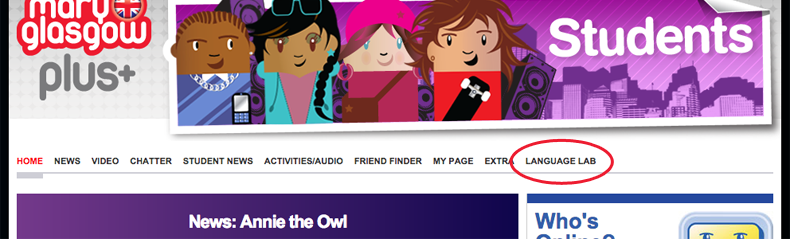 mary
glasgow
plus+
Students
HOME NEWS VIDEO CHATTER STUDENT NEWS ACTIVITIES/AUDIO FRIEND FINDER MY PAGE EXTRA LANGUAGE LAB
News: Annie the Owl
Who's
Online?